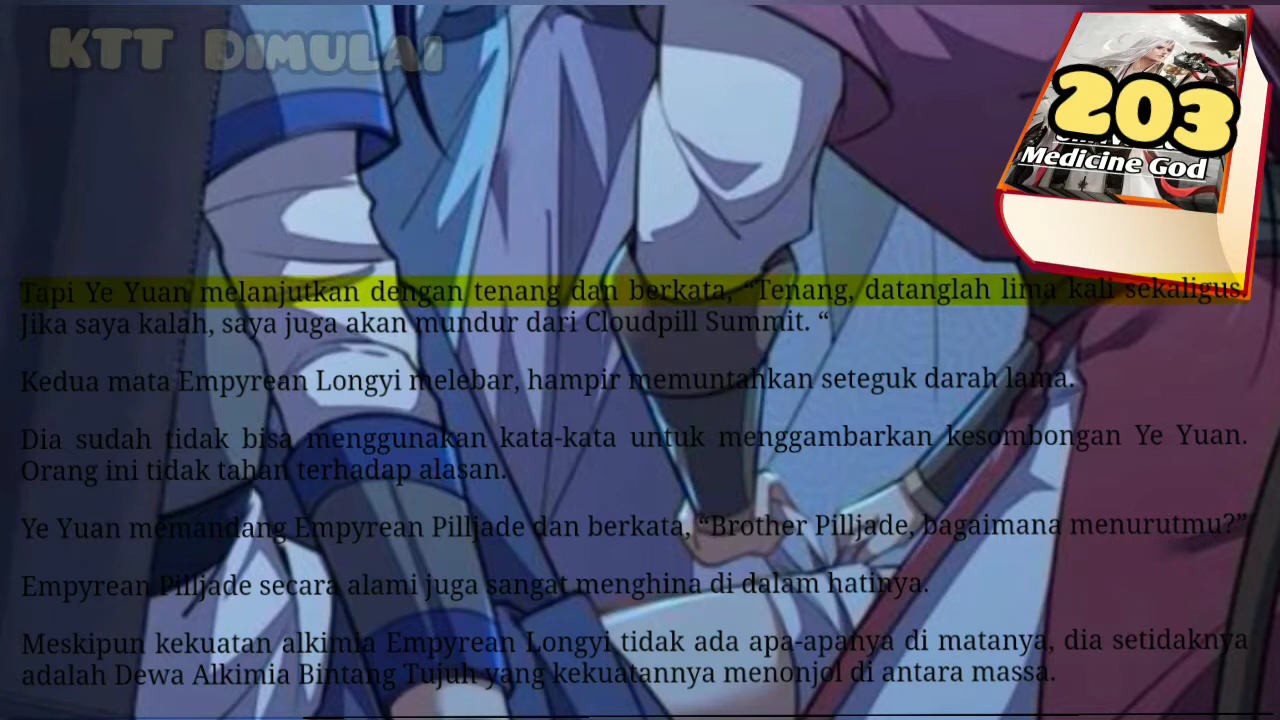 KTT DIMULAI
203
Medicine God
Tapi Ye Yuan melanjutkan dengan tenang dan berkata, “Tenang, datanglah lima kali sekaligus.
Jika saya kalah, saya juga akan mundur dari Cloudpill Summit. “
Kedua mata Empyrean Longyi melebar, hampir memuntahkan seteguk darah lama.
Dia sudah tidak bisa menggunakan kata-kata untuk menggambarkan kesombongan Ye Yuan.
Orang ini tidak tahan terhadap alasan.
Ye Yuan memandang Empyrean Pilljade dan berkata, “Brother Pilljade, bagaimana menurutmu?”
Empyrean Pilljade secara alami juga sangat menghina di dalam hatinya.
Meskipun kekuatan alkimia Empyrean Longyi tidak ada apa-apanya di matanya, dia setidaknya
adalah Dewa Alkimia Bintang Tujuh yang kekuatannya menonjol di antara massa.